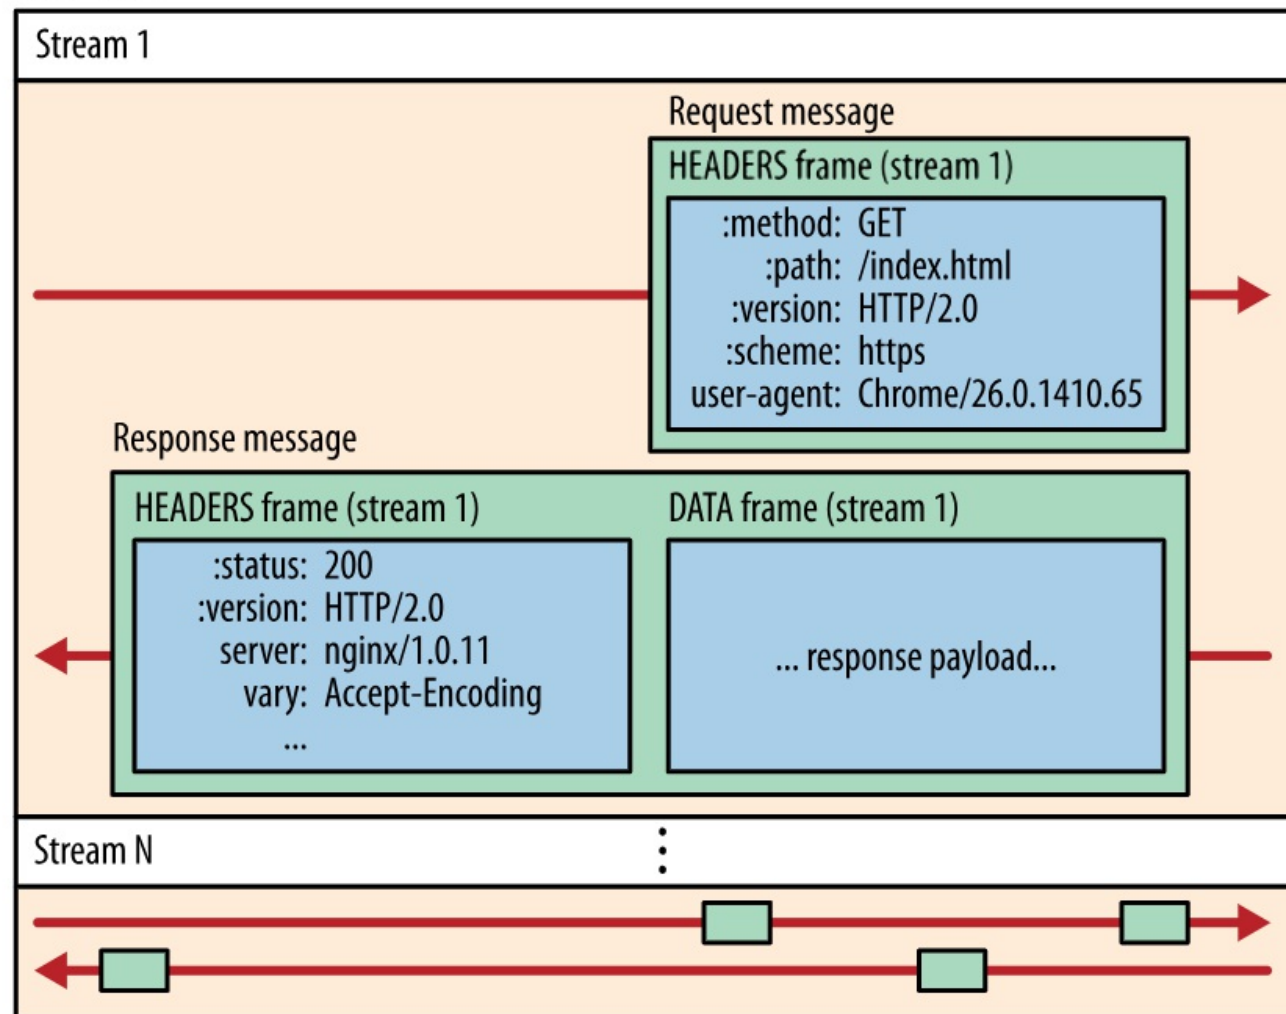 Stream 1
Request message
HEADERS frame (stream 1)
:method: GET
:path: /index.html
:version: HTTP/2.0
:scheme: https
user-agent: Chrome/26.0.1410.65
Response message
HEADERS frame (stream 1)
:status: 200
:version: HTTP/2.0
server: nginx/1.0.11
vary: Accept-Encoding
...
DATA frame (stream 1)
... response payload...
Stream N